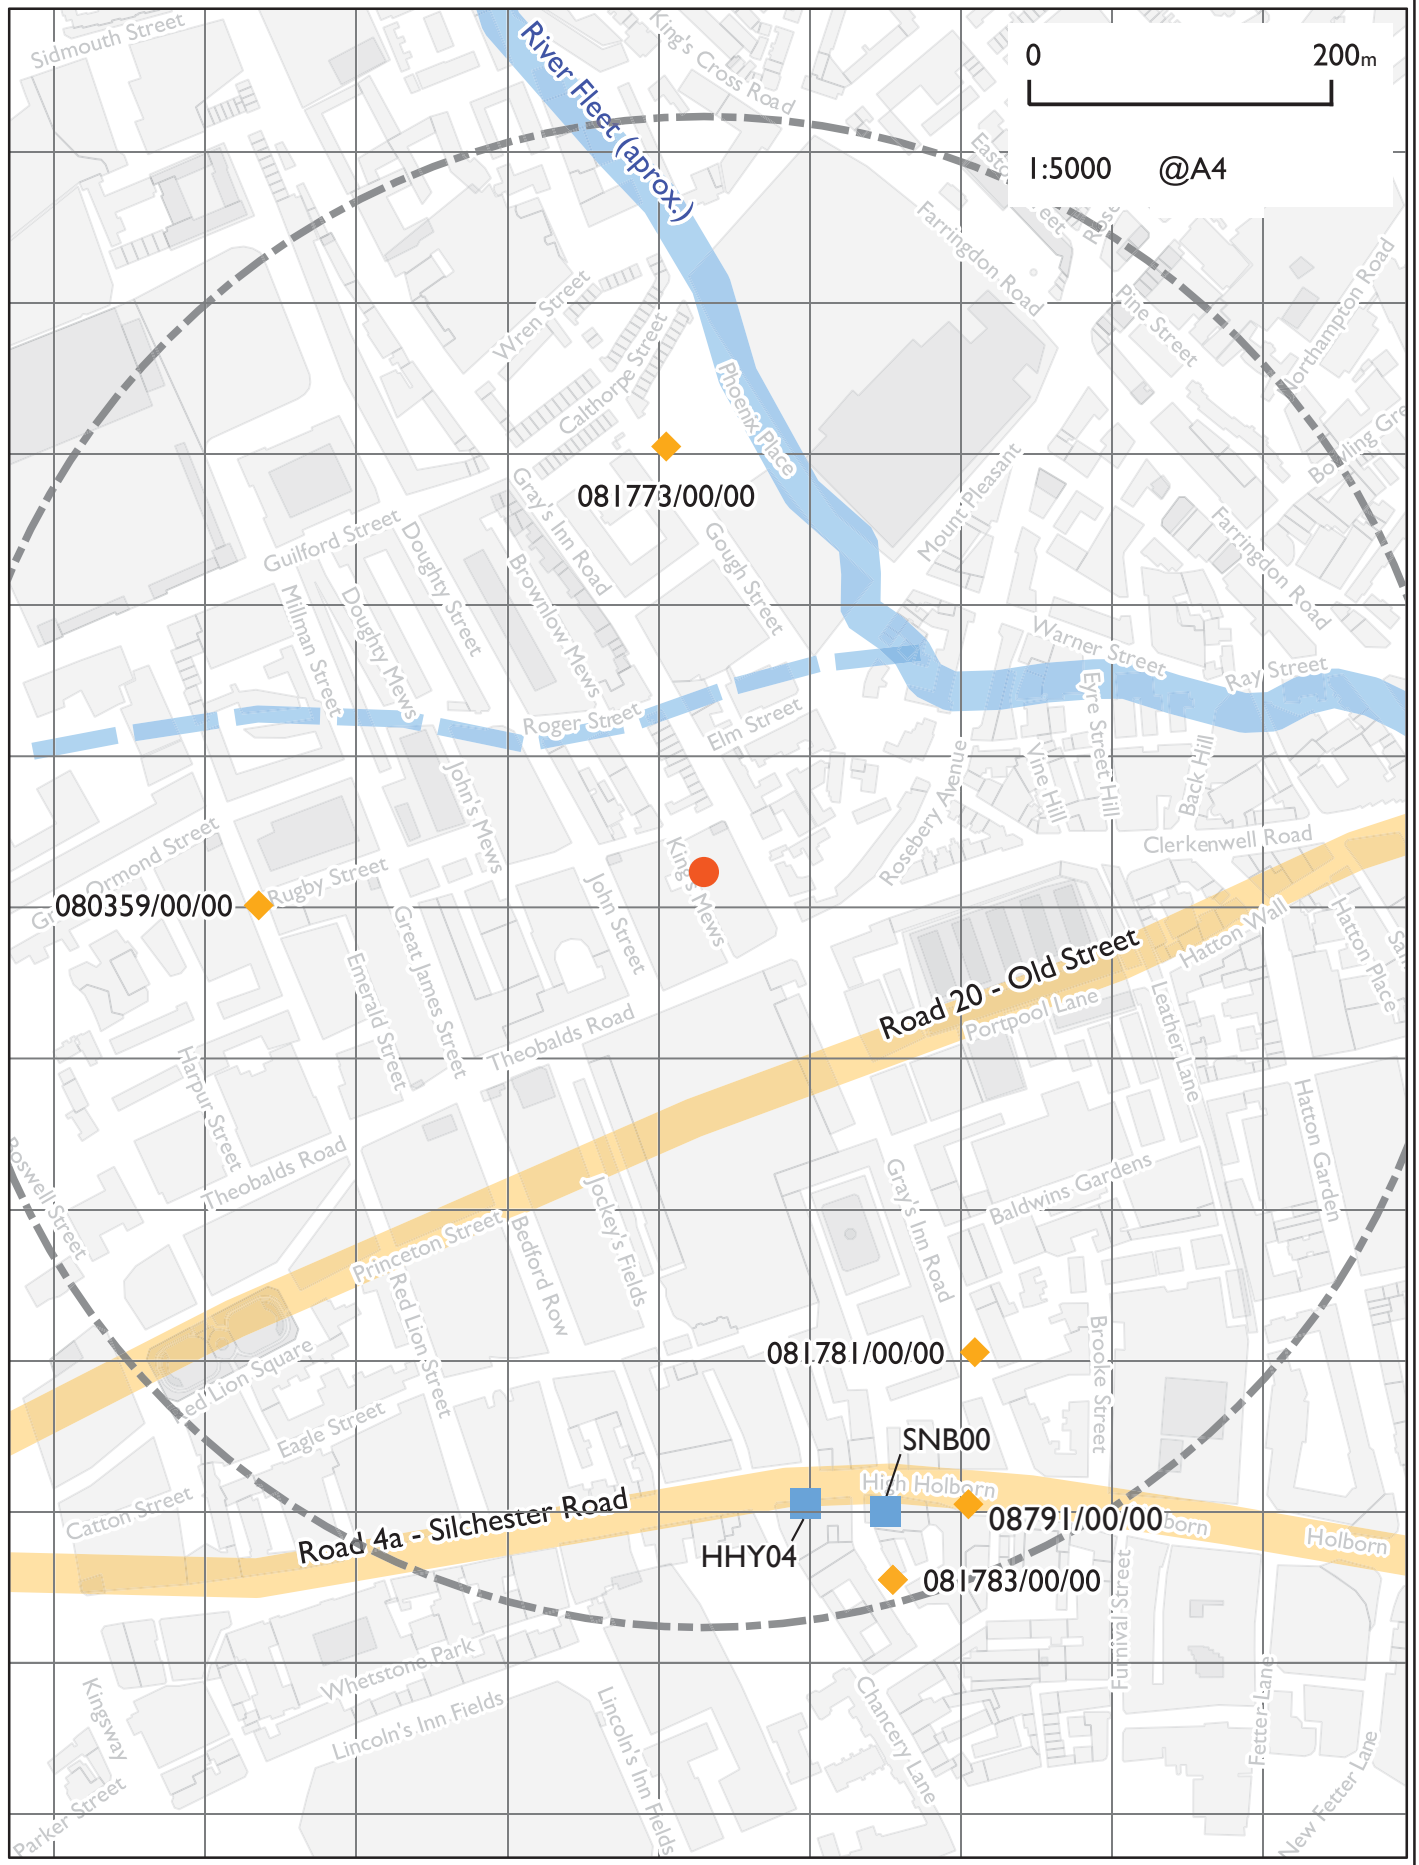 Sidmouth Street
King's Cross Road
River Fleet (aprox.)
0 200m
1:5000 @A4
Farringdon Road
Pine Street
Northampton Road
Wren Street
Calthorpe Street
Phoenix Place
081773/00/00
Mount Pleasant
Gray's Inn Road
Guilford Street
Doughty Street
Gough Street
Farringdon Road
Brownlow Mews
Millman Street
Doughty Mews
Warner Street
Ray Street
Roger Street
Elm Street
Eyre Street Hill
Vine Hill
Back Hill
Rosebery Avenue
John's Mews
Clerkenwell Road
Ormond Street
King's Mews
Rugby Street
080359/00/00
John Street
Great James Street
Emerald Street
Hatton Wall
Hatton Place
Road 20 - Old Street
Portpool Lane
Leather Lane
Theobalds Road
Harpur Street
Hatton Garden
Boswell Street
Theobalds Road
Baldwins Gardens
Gray's Inn Road
Jockey's Fields
Princeton Street
Bedford Row
Red Lion Street
Brooke Street
081781/00/00
Red Lion Square
Eagle Street
SNB00
High Holborn
Catton Street
Road 4a - Silchester Road
08791/00/00
Holborn
HHY04
081783/00/00
Furnival Street
Whetstone Park
Kingsway
Lincoln's Inn Fields
Lincoln's Inn Fields
Chancery Lane
Fetter Lane
New Fetter Lane
Parker Street